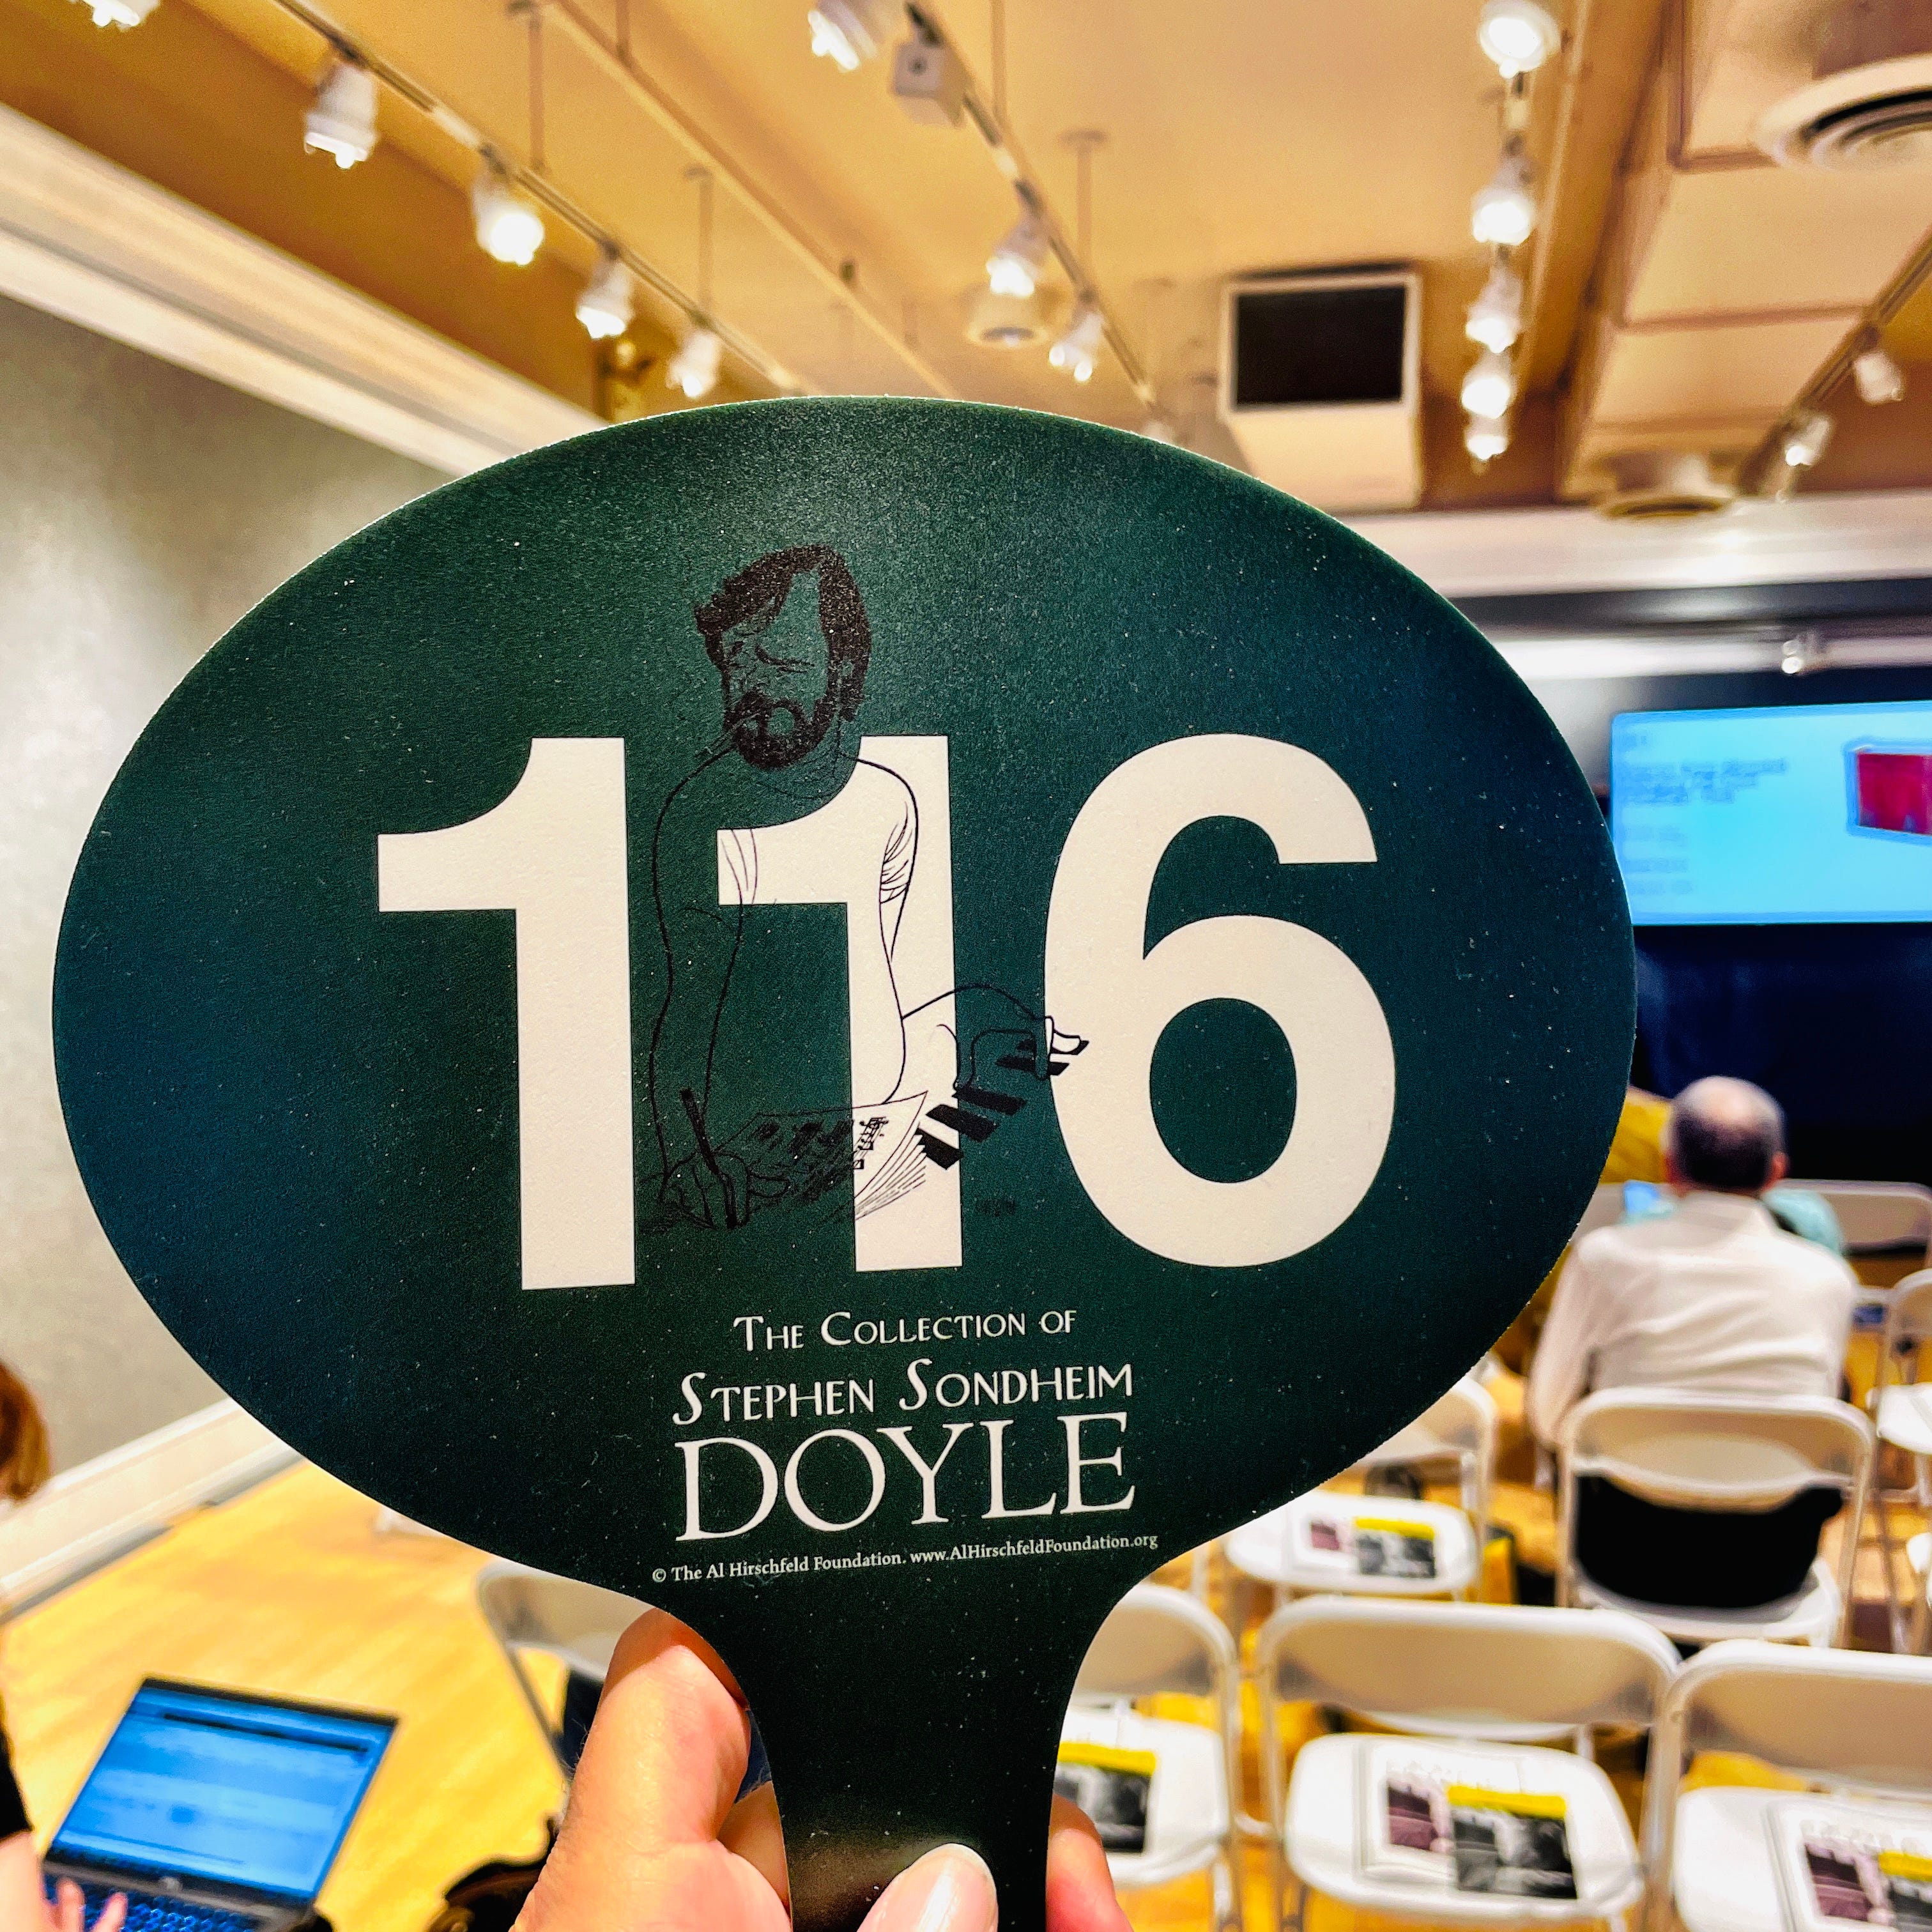 116
THE COLLECTION OF
STEPHEN SONDHEIM
DOYLE
© The Al Hirschfeld Foundation. www.AlHirschfeldFoundation.org